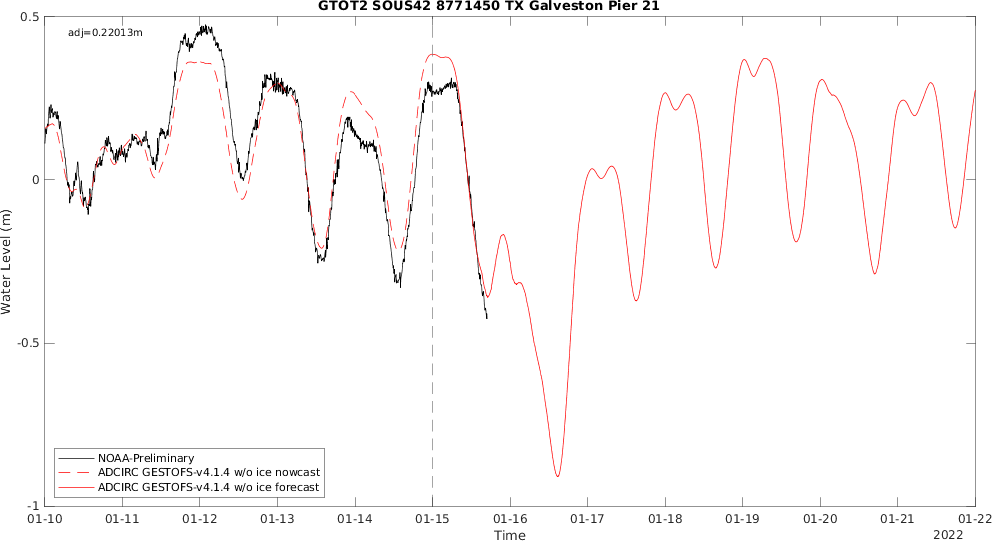 GTOT2 SOUS42 8771450 TX Galveston Pier 21
adj=0.22013m
0.5
0
-0.5
-1
Water Level (m)
NOAA-Preliminary
ADCIRC GESTOFS-v4.1.4 w/o ice nowcast
ADCIRC GESTOFS-v4.1.4 w/o ice forecast
01-10 01-11 01-12 01-13 01-14 01-15 01-16 01-17 01-18 01-19 01-20 01-21 01-22
Time
2022